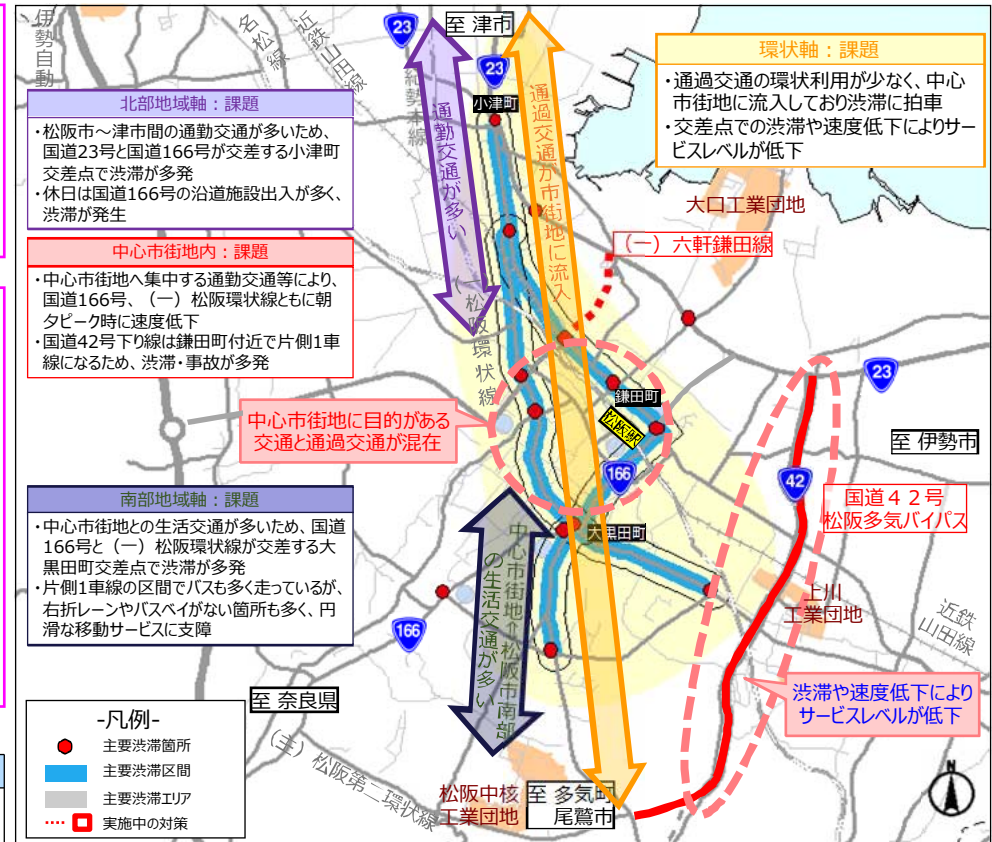 伊勢自動
名松線
近鉄山田線
23
至 津市
紀勢本線
23
小津町
通勤交通が多い
通過交通が市街地に流入
環状軸：課題
・通過交通の環状利用が少なく、中心
市街地に流入しており渋滞に拍車
・交差点での渋滞や速度低下によりサー
ビスレベルが低下
北部地域軸：課題
・松阪市～津市間の通勤交通が多いため、
国道23号と国道166号が交差する小津町
交差点で渋滞が多発
・休日は国道166号の沿道施設出入が多く、
渋滞が発生
大口工業団地
（一）六軒鎌田線
中心市街地内：課題
・中心市街地へ集中する通勤交通等により、
国道166号、（一）松阪環状線ともに朝
夕ピーク時に速度低下
・国道42号下り線は鎌田町付近で片側1車
線になるため、渋滞・事故が多発
（一）松阪環状線
23
鎌田町
中心市街地に目的がある
交通と通過交通が混在
松阪駅
至 伊勢市
166
42
国道４２号
松阪多気バイパス
南部地域軸：課題
・中心市街地との生活交通が多いため、国道
166号と（一）松阪環状線が交差する大
黒田町交差点で渋滞が多発
・片側1車線の区間でバスも多く走っているが、
右折レーンやバスベイがない箇所も多く、円
滑な移動サービスに支障
大黒田町
中心市街地⇔松阪市南部
の生活交通が多い
上川
工業団地
近鉄
山田線
166
至 奈良県
渋滞や速度低下により
サービスレベルが低下
-凡例-
主要渋滞箇所
主要渋滞区間
主要渋滞エリア
実施中の対策
（主）松阪第二環状線
松阪中核
工業団地
至 多気町
尾鷲市
N